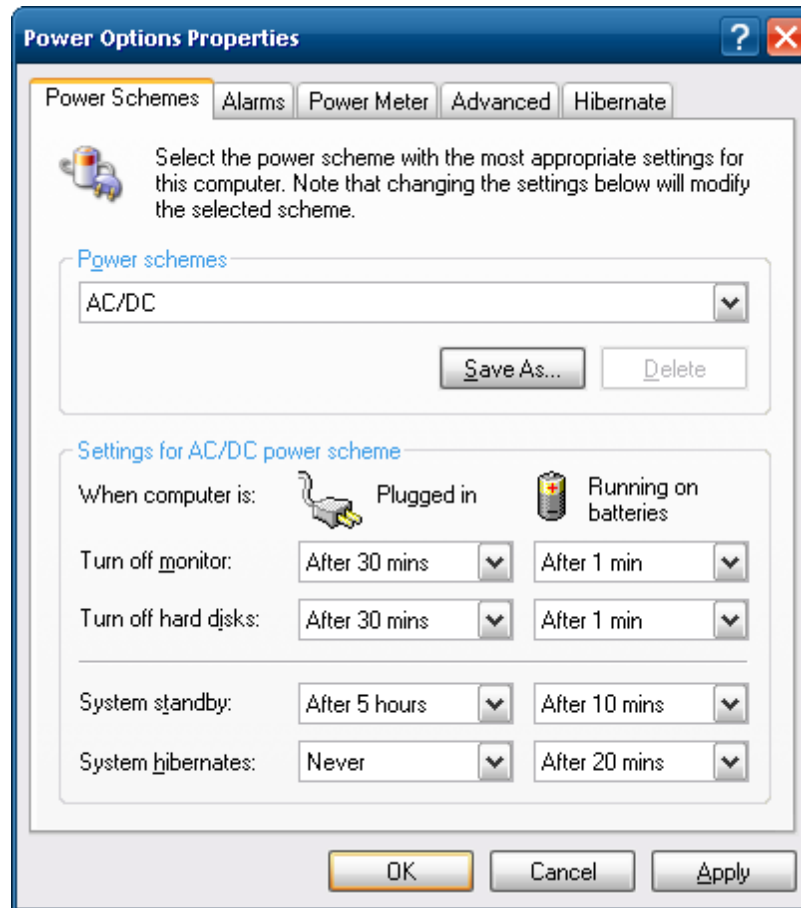 Power Options Properties
Power Schemes Alarms Power Meter Advanced Hibernate
Select the power scheme with the most appropriate settings for
this computer. Note that changing the settings below will modify
the selected scheme.
Power schemes
AC/DC
Save As... Delete
Settings for AC/DC power scheme
When computer is: Plugged in Running on
batteries
Turn off monitor: After 30 mins After 1 min
Turn off hard disks: After 30 mins After 1 min
System standby: After 5 hours After 10 mins
System hibernates: Never After 20 mins
OK Cancel Apply